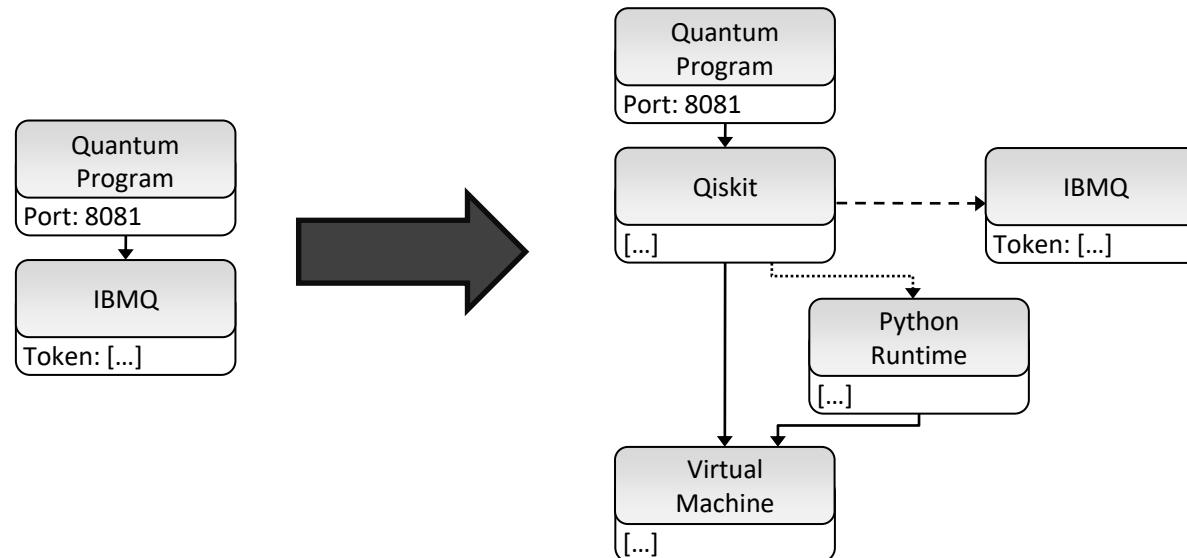 Quantum
Program
Port: 8081
IBMQ
Token: [...]
Quantum
Program
Port: 8081
Qiskit
[...]
IBMQ
Token: [...]
Python
Runtime
[...]
Virtual
Machine
[...]